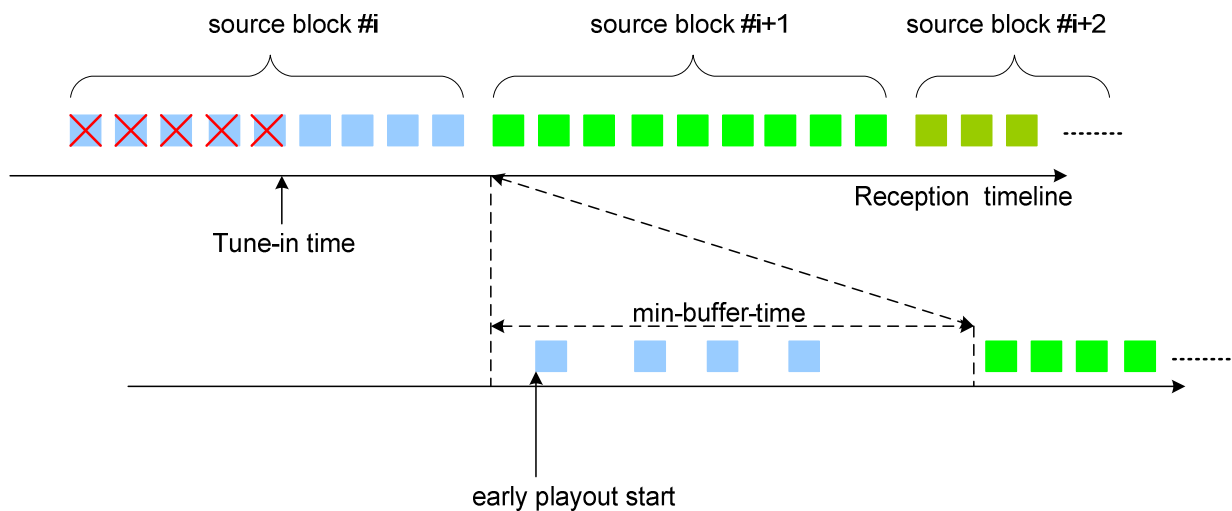 source block #i
source block #i+1
source block #i+2
Reception timeline
Tune-in time
min-buffer-time
early playout start